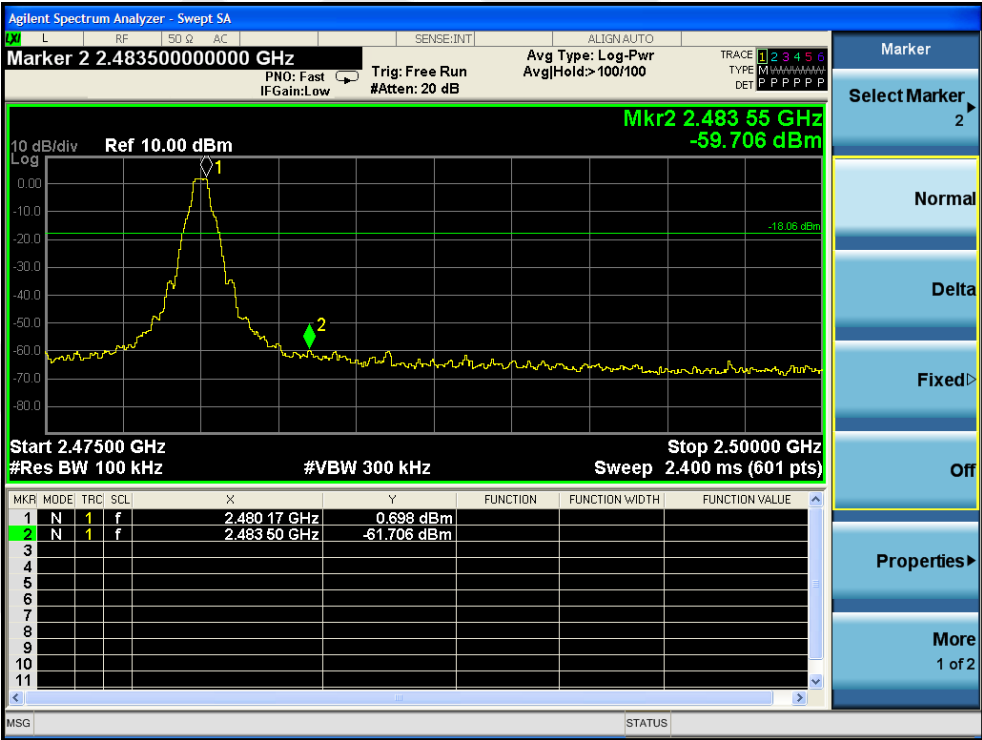 Agilent Spectrum Analyzer - Swept SA
LXI L RF 50 Ω AC SENSE:INT ALIGN AUTO
Marker 2 2.483500000000 GHz
PNO: Fast
IFGain:Low
Trig: Free Run
#Atten: 20 dB
Avg Type: Log-Pwr
Avg|Hold:>100/100
TRACE 1 2 3 4 5 6
TYPE M W W W W W
DET P P P P P P
Mkr2 2.483 55 GHz
-59.706 dBm
10 dB/div Ref 10.00 dBm
Log
1
0.00
-10.0
-18.06 dBm
-20.0
-30.0
-40.0
-50.0
2
-60.0
-70.0
-80.0
Start 2.47500 GHz Stop 2.50000 GHz
#Res BW 100 kHz #VBW 300 kHz Sweep 2.400 ms (601 pts)
MKR MODE TRC SCL X Y FUNCTION FUNCTION WIDTH FUNCTION VALUE
1 N 1 f 2.480 17 GHz 0.698 dBm
2 N 1 f 2.483 50 GHz -61.706 dBm
3
4
5
6
7
8
9
10
11
MSG STATUS
Marker
Select Marker
2
Normal
Delta
Fixed
Off
Properties
More
1 of 2